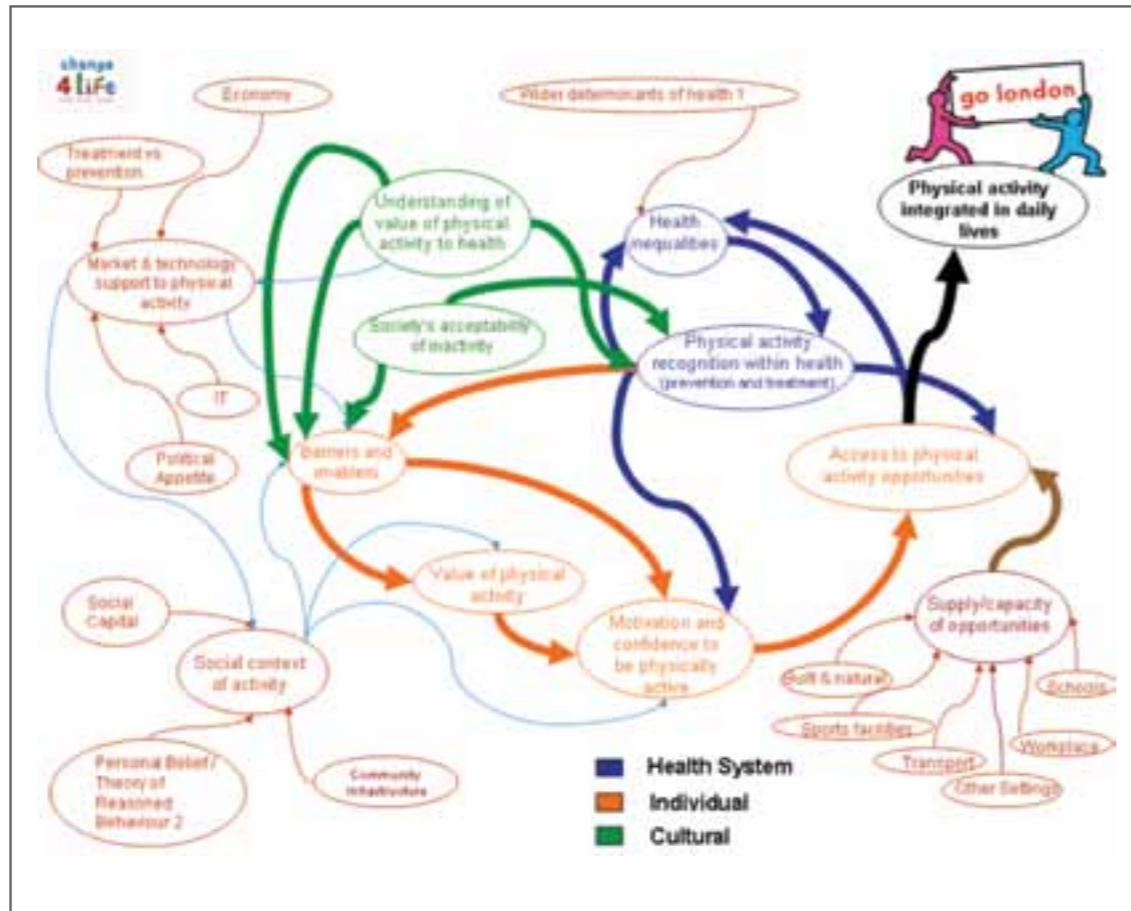 change
4 LiFe
Economy
Wider determinants of health 1
go london
Treatment vs
prevention
Physical activity
integrated in daily
lives
Understanding of
value of physical
activity to health
Health
inequalities
Market & technology
support to physical
activity
Society's acceptability
of inactivity
Physical activity
recognition within health
(prevention and treatment)
IT
Political
Appetite
Barriers and
enablers
Access to physical
activity opportunities
Value of physical
activity
Social
Capital
Motivation and
confidence to
be physically
active
Supply/capacity
of opportunities
Social context
of activity
Built & natural
Schools
Sports facilities
Workplace
Transport
Other Settings
Personal Belief /
Theory of
Reasoned
Behaviour 2
Community
Infrastructure
Health System
Individual
Cultural